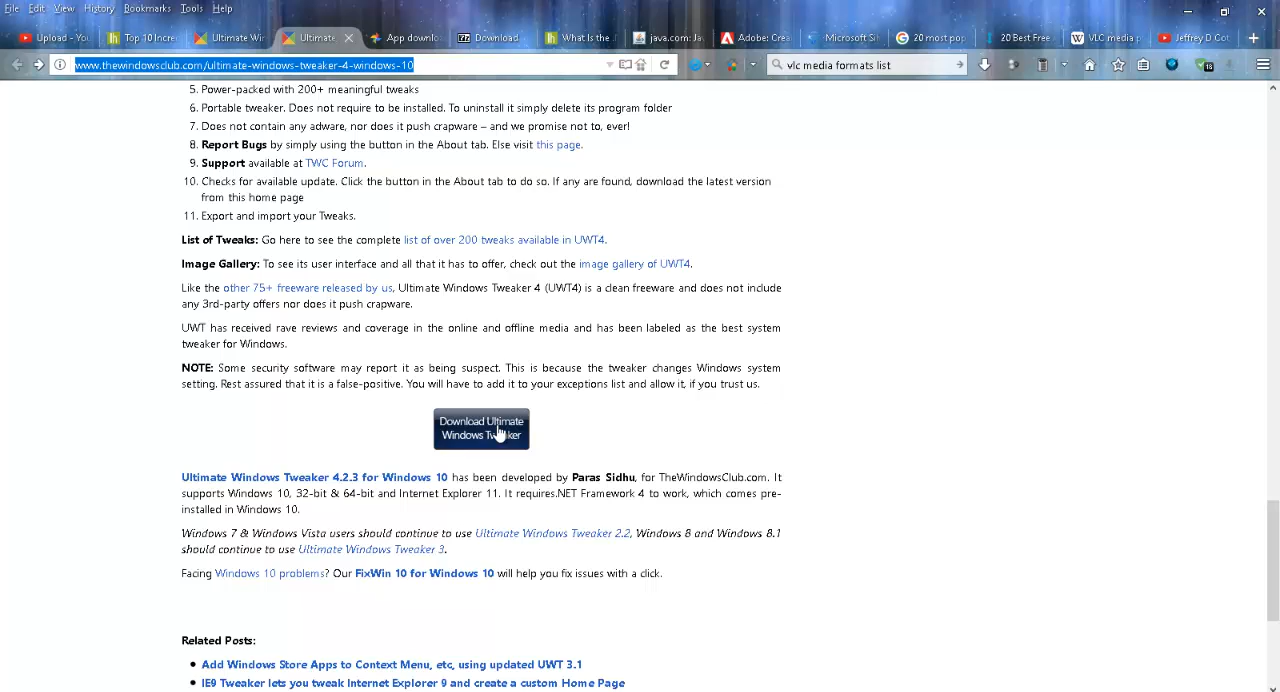 File Edit View History Bookmarks Tools Help
Upload - You Top 10 Incre Ultimate Win Ultimate App downlo Download What Is the java.com: Ja Adobe: Crea Microsoft Si 20 most pop 20 Best Free VLC media p Jeffrey D Cot
www.thewindowsclub.com/ultimate-windows-tweaker-4-windows-10 vlc media formats list 18
5. Power-packed with 200+ meaningful tweaks
6. Portable tweaker. Does not require to be installed. To uninstall it simply delete its program folder
7. Does not contain any adware, nor does it push crapware – and we promise not to, ever!
8. Report Bugs by simply using the button in the About tab. Else visit this page.
9. Support available at TWC Forum.
10. Checks for available update. Click the button in the About tab to do so. If any are found, download the latest version
from this home page
11. Export and import your Tweaks.
List of Tweaks: Go here to see the complete list of over 200 tweaks available in UWT4.
Image Gallery: To see its user interface and all that it has to offer, check out the image gallery of UWT4.
Like the other 75+ freeware released by us, Ultimate Windows Tweaker 4 (UWT4) is a clean freeware and does not include
any 3rd-party offers nor does it push crapware.
UWT has received rave reviews and coverage in the online and offline media and has been labeled as the best system
tweaker for Windows.
NOTE: Some security software may report it as being suspect. This is because the tweaker changes Windows system
setting. Rest assured that it is a false-positive. You will have to add it to your exceptions list and allow it, if you trust us.
Download Ultimate
Windows Tweaker
Ultimate Windows Tweaker 4.2.3 for Windows 10 has been developed by Paras Sidhu, for TheWindowsClub.com. It
supports Windows 10, 32-bit & 64-bit and Internet Explorer 11. It requires.NET Framework 4 to work, which comes pre-
installed in Windows 10.
Windows 7 & Windows Vista users should continue to use Ultimate Windows Tweaker 2.2, Windows 8 and Windows 8.1
should continue to use Ultimate Windows Tweaker 3.
Facing Windows 10 problems? Our FixWin 10 for Windows 10 will help you fix issues with a click.
Related Posts:
• Add Windows Store Apps to Context Menu, etc, using updated UWT 3.1
• IE9 Tweaker lets you tweak Internet Explorer 9 and create a custom Home Page